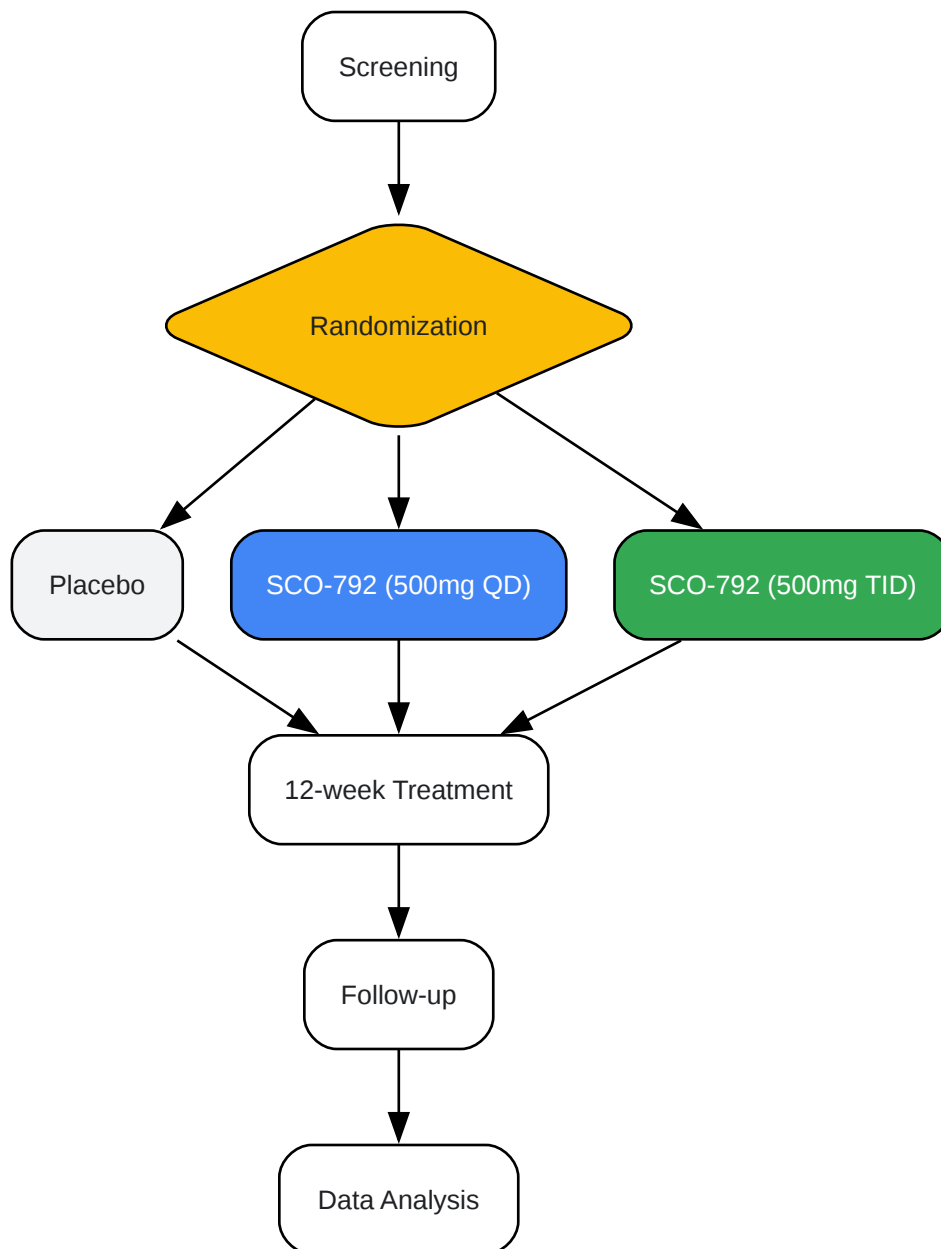 Screening
Randomization
Placebo
SCO-792 (500mg QD)
SCO-792 (500mg TID)
12-week Treatment
Follow-up
Data Analysis